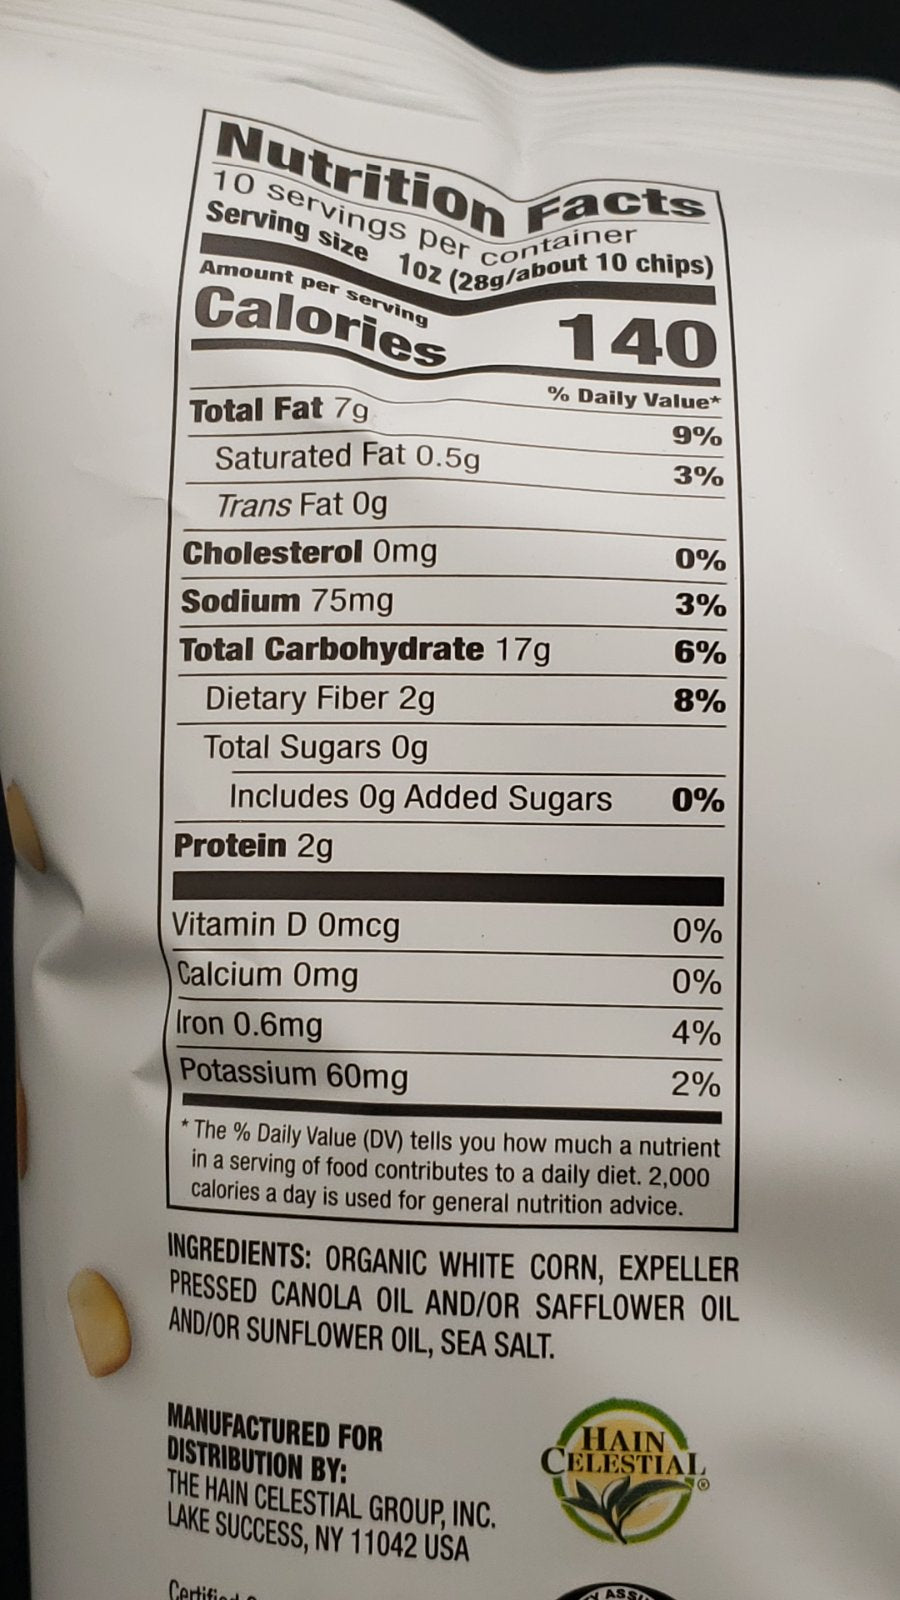 Nutrition Facts
10 servings per container
Serving size 1oz (28g/about 10 chips)
Amount per serving
Calories 140
% Daily Value*
Total Fat 7g 9%
Saturated Fat 0.5g 3%
Trans Fat 0g
Cholesterol 0mg 0%
Sodium 75mg 3%
Total Carbohydrate 17g 6%
Dietary Fiber 2g 8%
Total Sugars 0g
Includes 0g Added Sugars 0%
Protein 2g
Vitamin D 0mcg 0%
Calcium 0mg 0%
Iron 0.6mg 4%
Potassium 60mg 2%
* The % Daily Value (DV) tells you how much a nutrient
in a serving of food contributes to a daily diet. 2,000
calories a day is used for general nutrition advice.
INGREDIENTS: ORGANIC WHITE CORN, EXPELLER
PRESSED CANOLA OIL AND/OR SAFFLOWER OIL
AND/OR SUNFLOWER OIL, SEA SALT.
MANUFACTURED FOR
DISTRIBUTION BY:
THE HAIN CELESTIAL GROUP, INC.
LAKE SUCCESS, NY 11042 USA
HAIN
CELESTIAL®